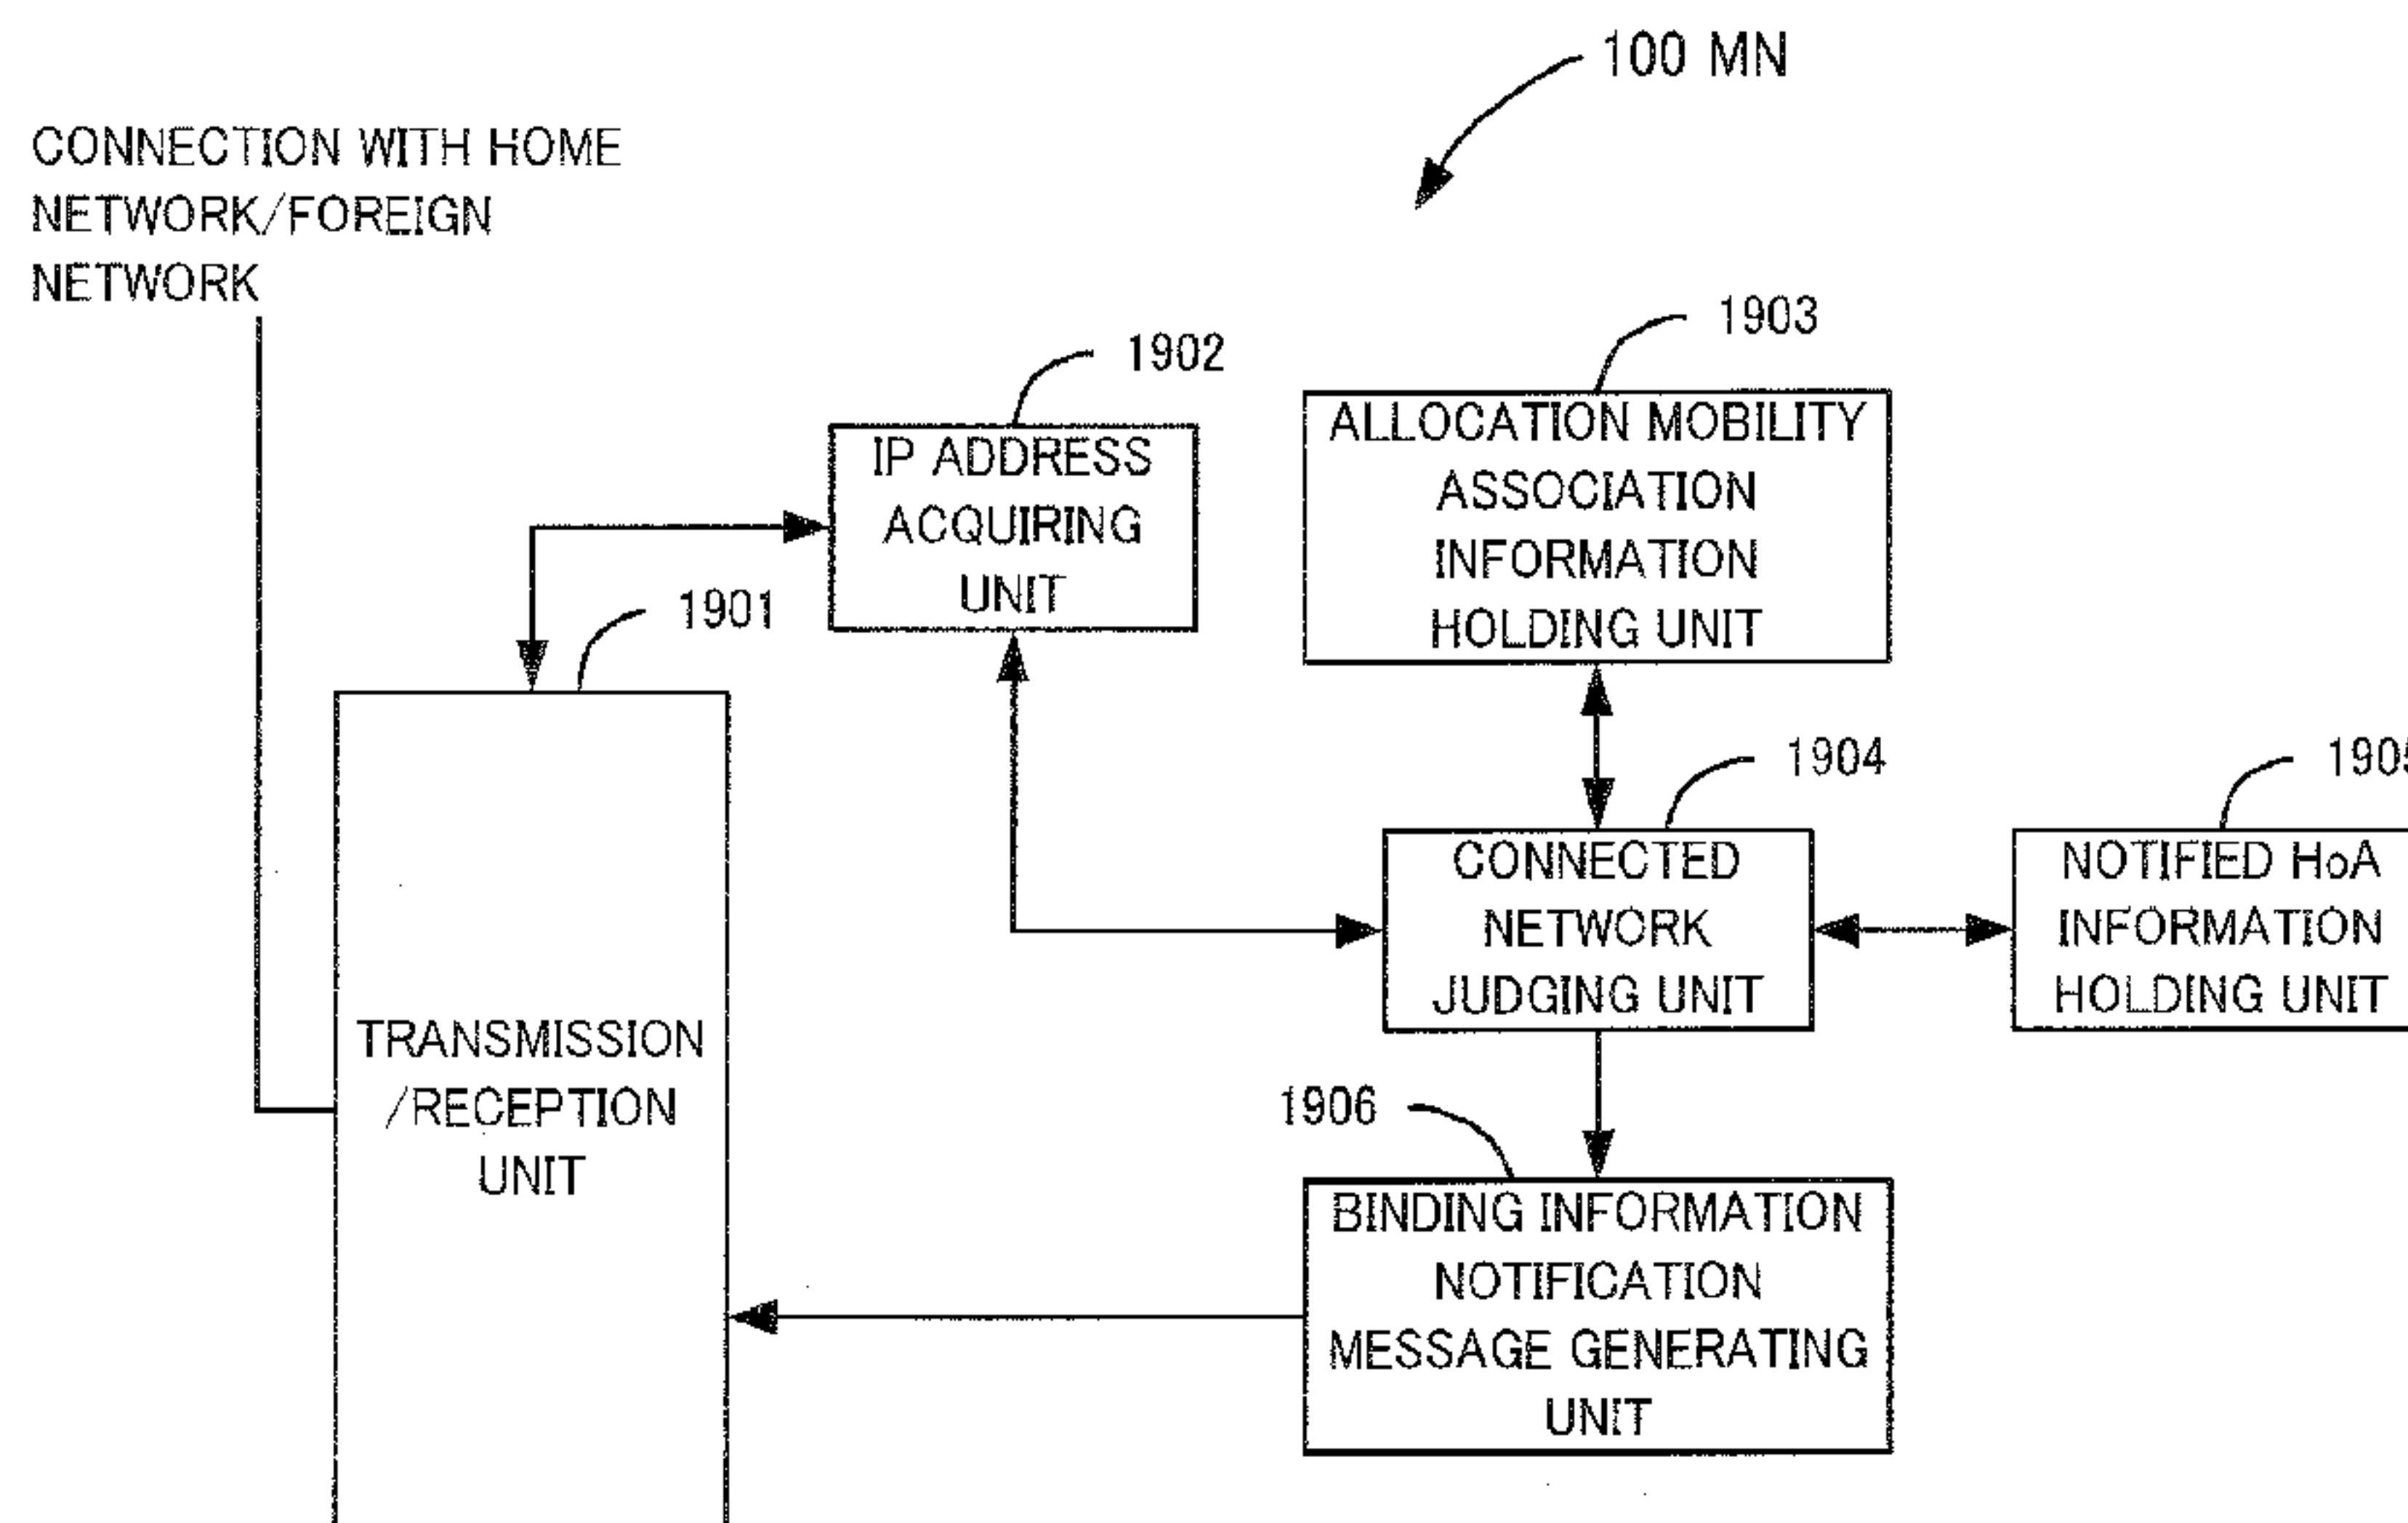 100 MN
CONNECTION WITH HOME
NETWORK/FOREIGN
NETWORK
1903
1902
ALLOCATION MOBILITY
ASSOCIATION
INFORMATION
HOLDING UNIT
IP ADDRESS
ACQUIRING
UNIT
1901
1904
1905
CONNECTED
NETWORK
JUDGING UNIT
NOTIFIED HoA
INFORMATION
HOLDING UNIT
TRANSMISSION
/RECEPTION
UNIT
1906
BINDING INFORMATION
NOTIFICATION
MESSAGE GENERATING
UNIT